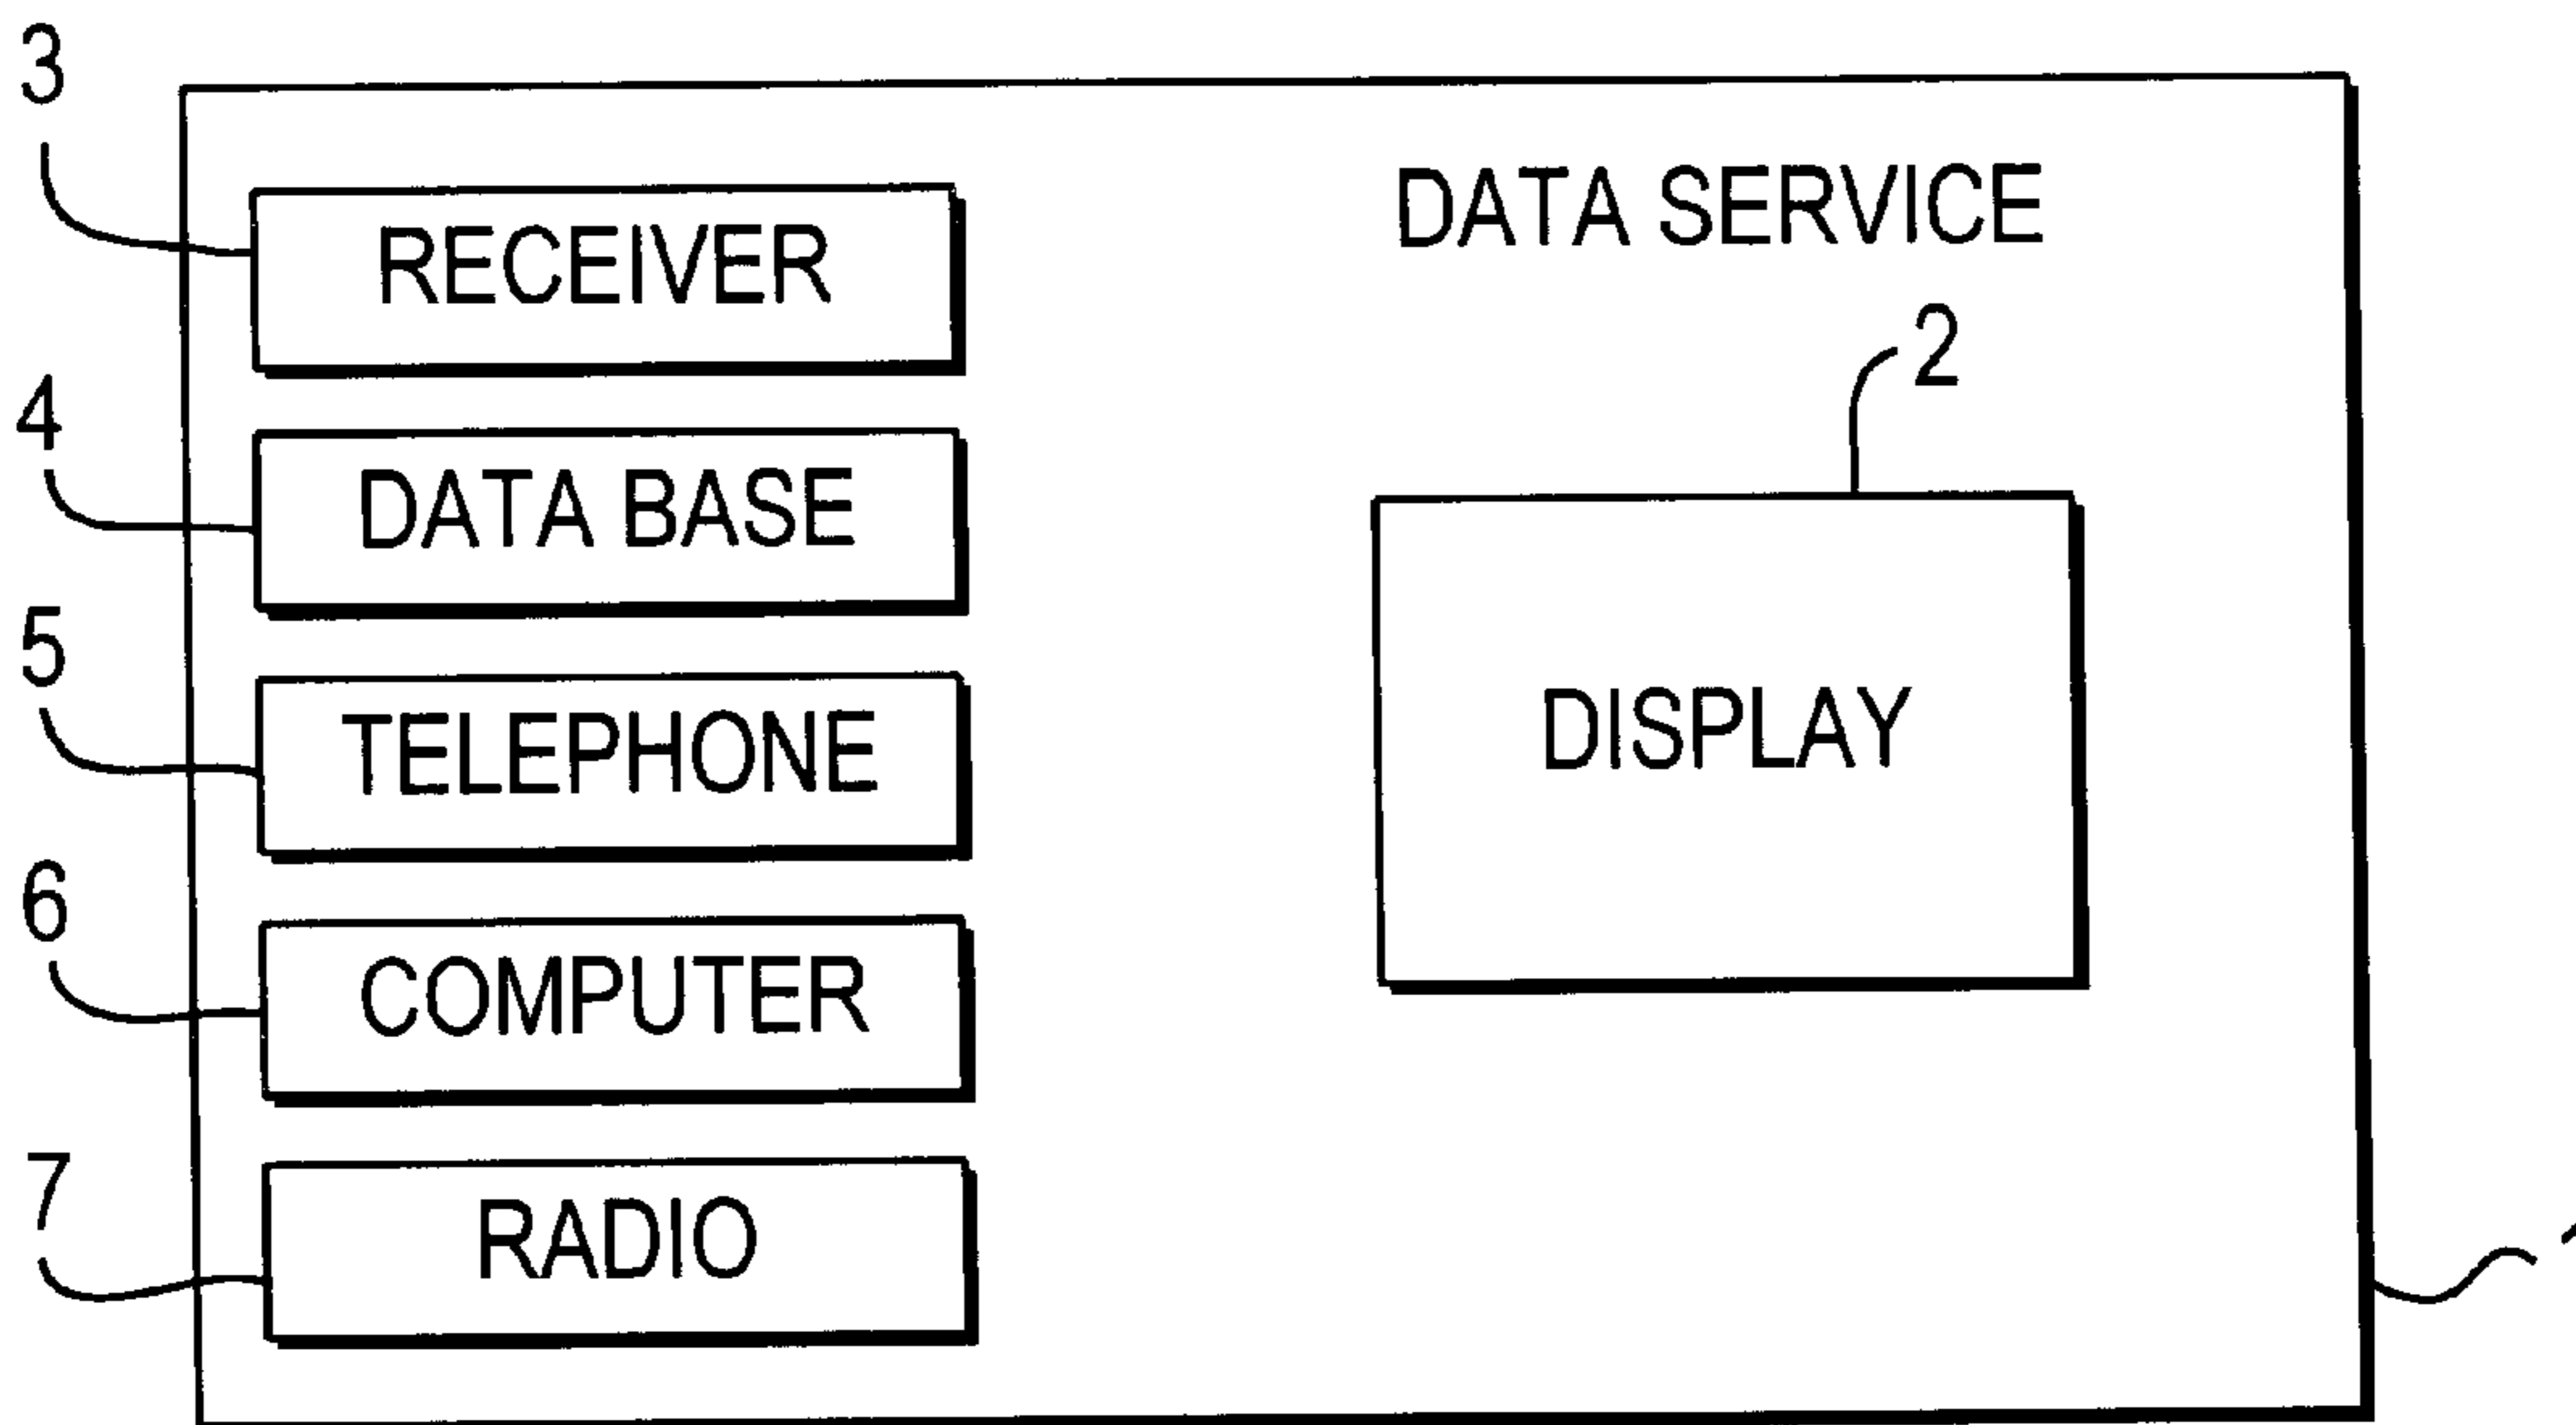 3
RECEIVER
DATA SERVICE
2
4
DATA BASE
5
TELEPHONE
DISPLAY
6
COMPUTER
7
RADIO